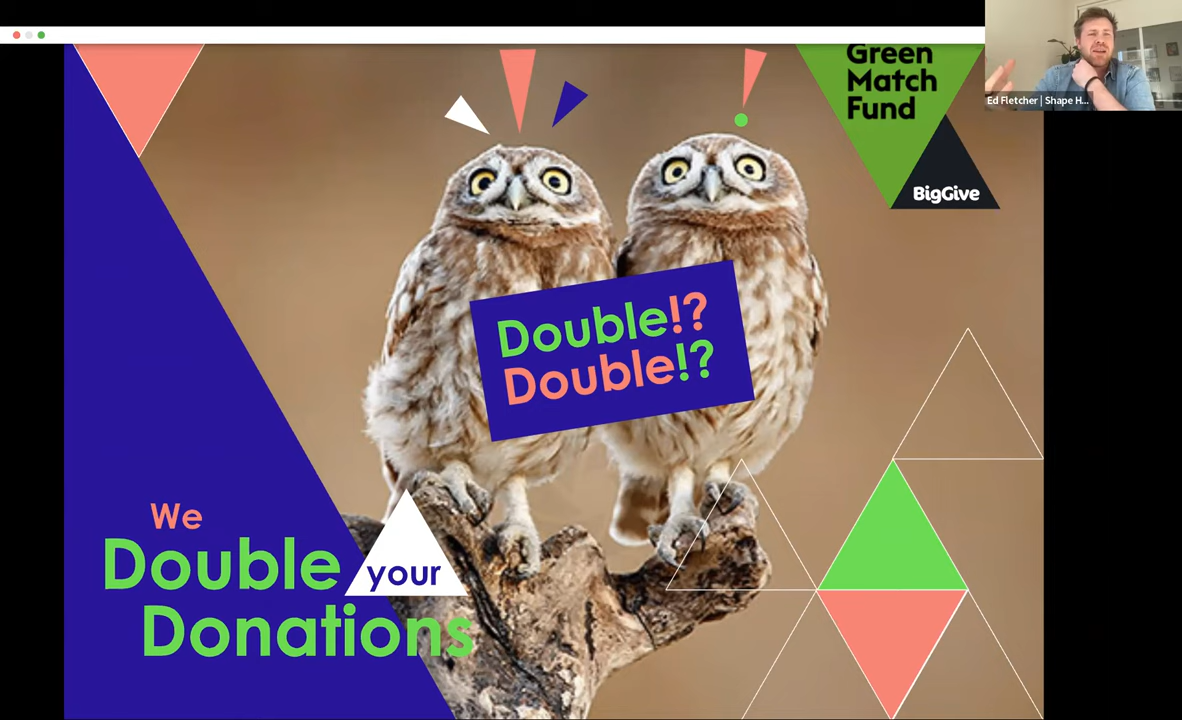 Green
Match
Fund
BigGive
Ed Fletcher | Shape H...
Double!?
Double!?
We
Double your
Donations